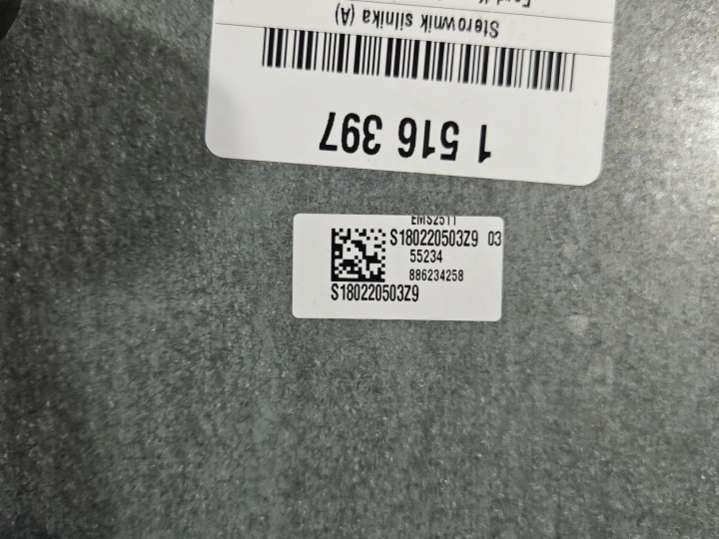 1 516 397
Sterownik silnika (A)
EMS2511
S180220503Z9 03
55234
886234258
S180220503Z9